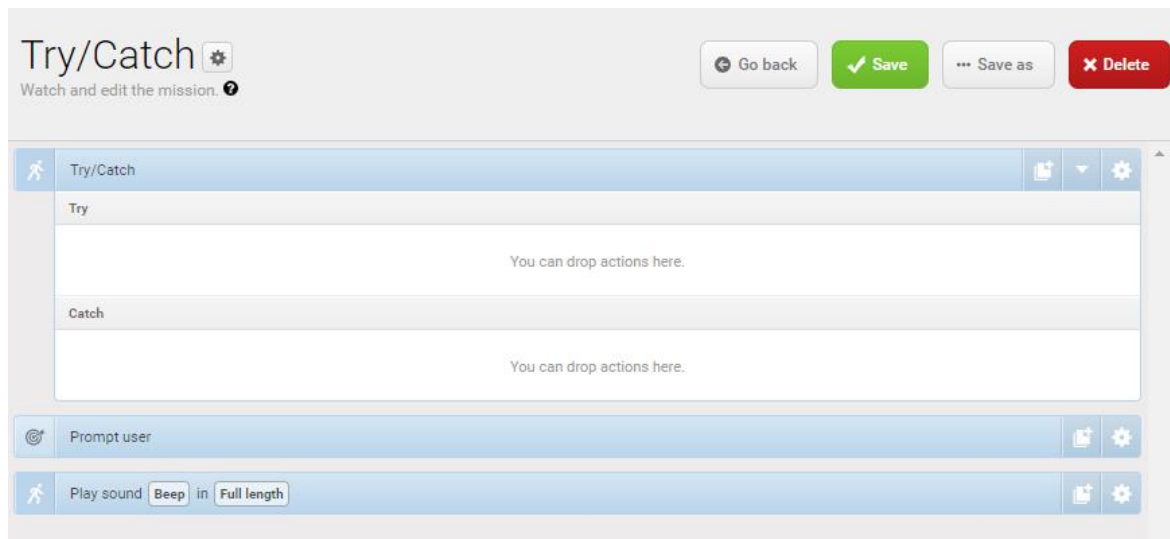 Try/Catch
Watch and edit the mission.
Go back
Save
Save as
Delete
Try/Catch
Try
You can drop actions here.
Catch
You can drop actions here.
Prompt user
Play sound Beep in Full length